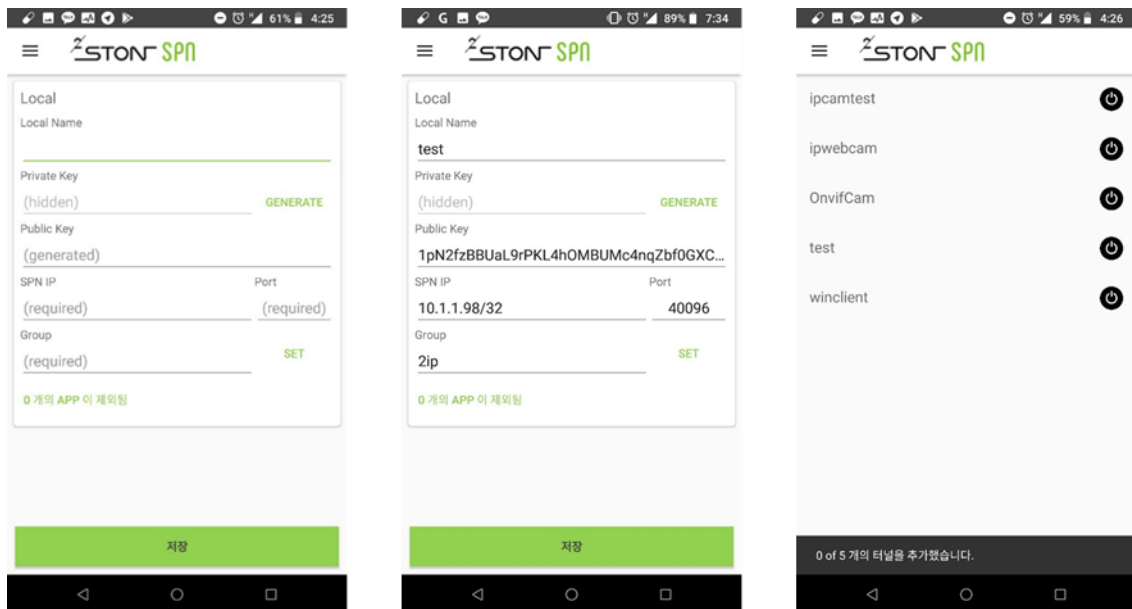 61% 4:25
2STON SPN
Local
Local Name
Private Key
(hidden) GENERATE
Public Key
(generated)
SPN IP Port
(required) (required)
Group
(required) SET
0 개의 APP 이 제외됨
저장
G 89% 7:34
2STON SPN
Local
Local Name
test
Private Key
(hidden) GENERATE
Public Key
1pN2fzBBUaL9rPKL4hOMBUMc4nqZbf0GXC...
SPN IP Port
10.1.1.98/32 40096
Group
2ip SET
0 개의 APP 이 제외됨
저장
59% 4:26
2STON SPN
ipcamtest
ipwebcam
OnvifCam
test
winclient
0 of 5 개의 터널을 추가했습니다.